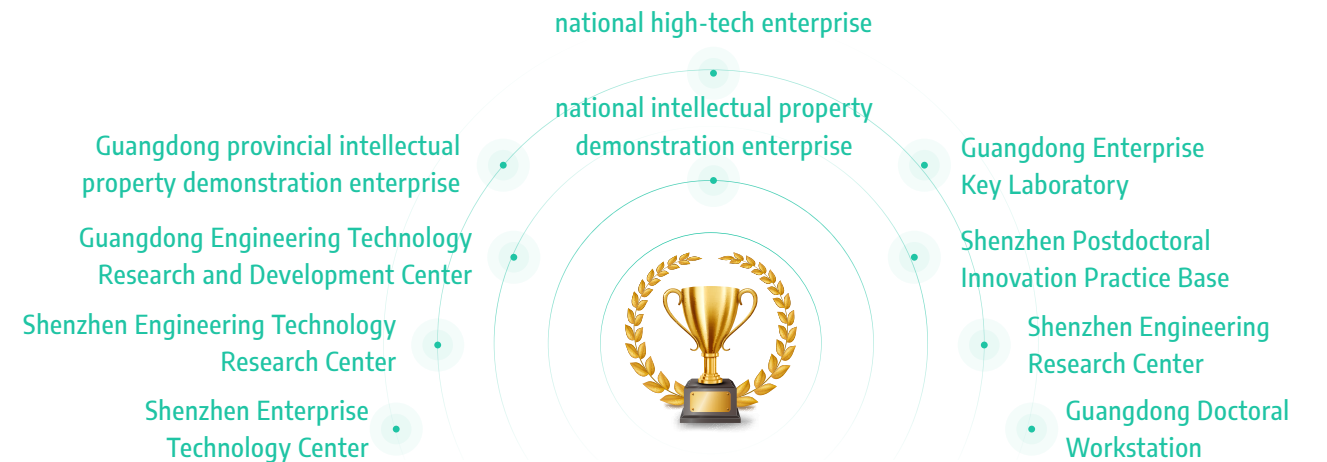 national high-tech enterprise
national intellectual property
demonstration enterprise
Guangdong provincial intellectual
property demonstration enterprise
Guangdong Engineering Technology
Research and Development Center
Shenzhen Engineering Technology
Research Center
Shenzhen Enterprise
Technology Center
Guangdong Enterprise
Key Laboratory
Shenzhen Postdoctoral
Innovation Practice Base
Shenzhen Engineering
Research Center
Guangdong Doctoral
Workstation